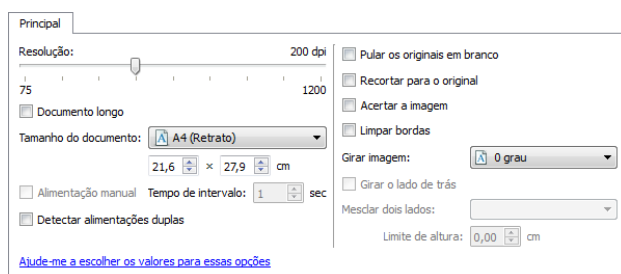 Principal
Resolução: 200 dpi
75 1200
Documento longo
Tamanho do documento: A4 (Retrato)
21,6 × 27,9 cm
Alimentação manual Tempo de intervalo: 1 sec
Detectar alimentações duplas
Ajude-me a escolher os valores para essas opções
Pular os originais em branco
Recortar para o original
Acertar a imagem
Limpar bordas
Girar imagem: 0 grau
Girar o lado de trás
Mesclar dois lados:
Limite de altura: 0,00 cm